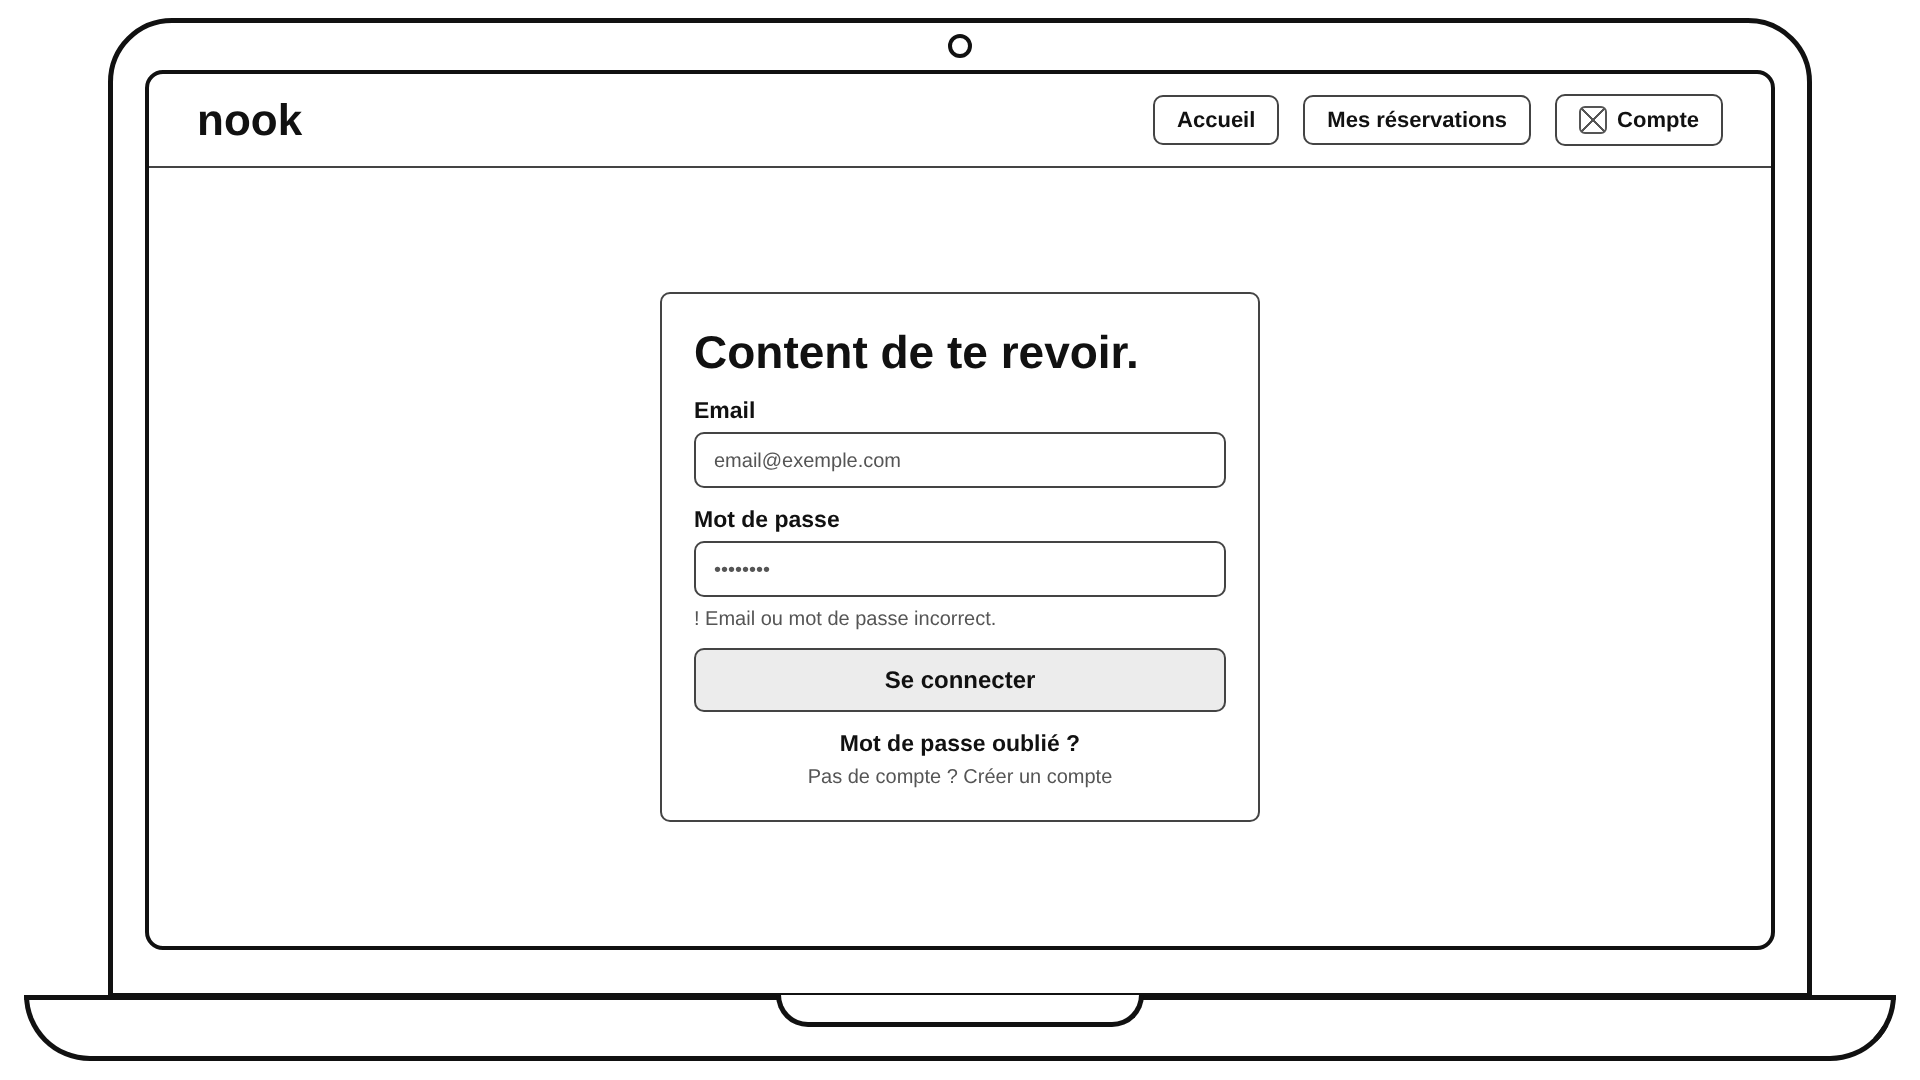 nook
Accueil
Mes réservations
Compte
Content de te revoir.
Email
email@exemple.com
Mot de passe
••••••••
! Email ou mot de passe incorrect.
Se connecter
Mot de passe oublié ?
Pas de compte ? Créer un compte